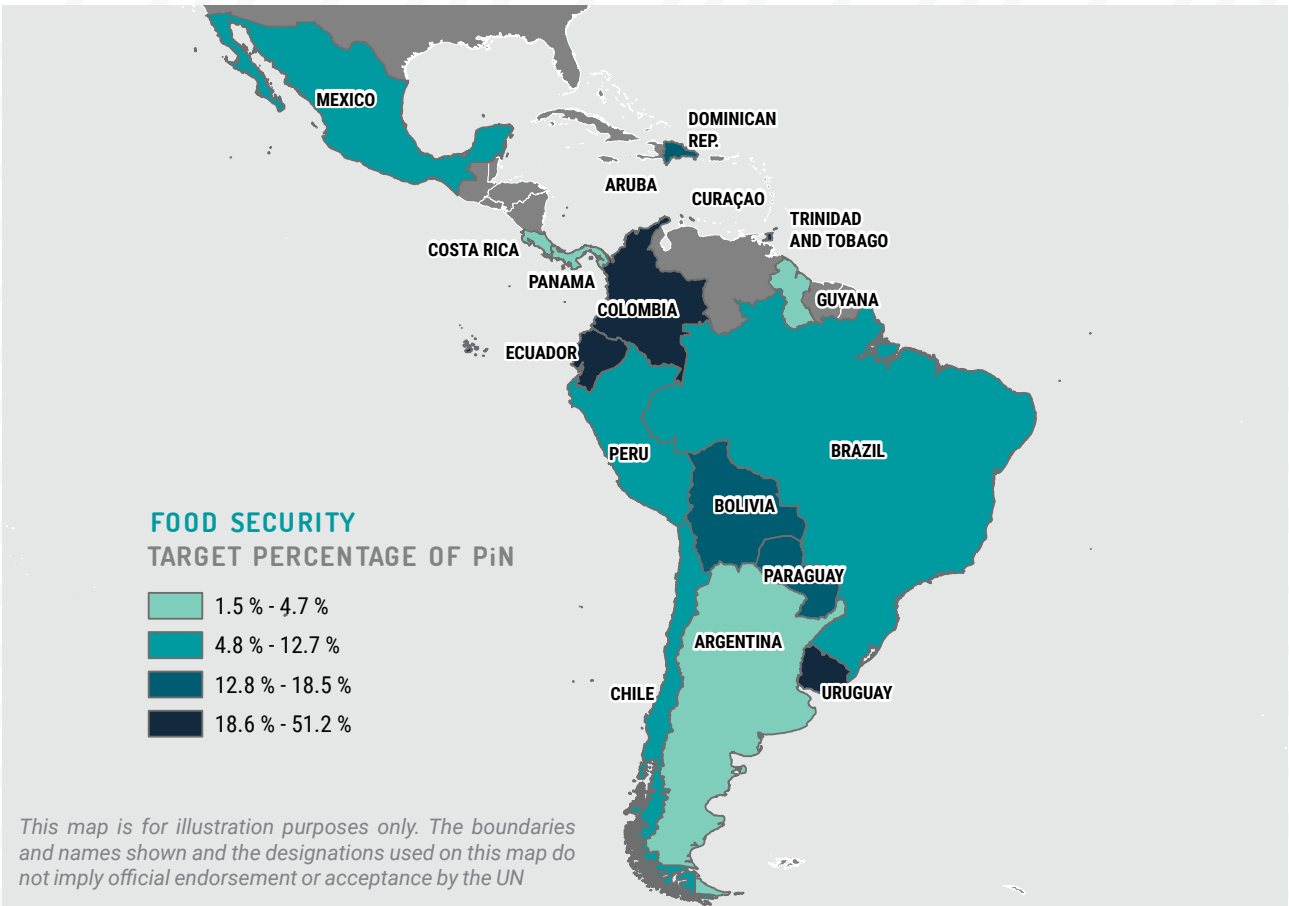 MEXICO
DOMINICAN
REP.
ARUBA
CURAÇAO
TRINIDAD
AND TOBAGO
COSTA RICA
PANAMA
GUYANA
COLOMBIA
ECUADOR
PERU
BRAZIL
BOLIVIA
PARAGUAY
ARGENTINA
CHILE
URUGUAY
FOOD SECURITY
TARGET PERCENTAGE OF PiN
1.5 % - 4.7 %
4.8 % - 12.7 %
12.8 % - 18.5 %
18.6 % - 51.2 %
This map is for illustration purposes only. The boundaries
and names shown and the designations used on this map do
not imply official endorsement or acceptance by the UN